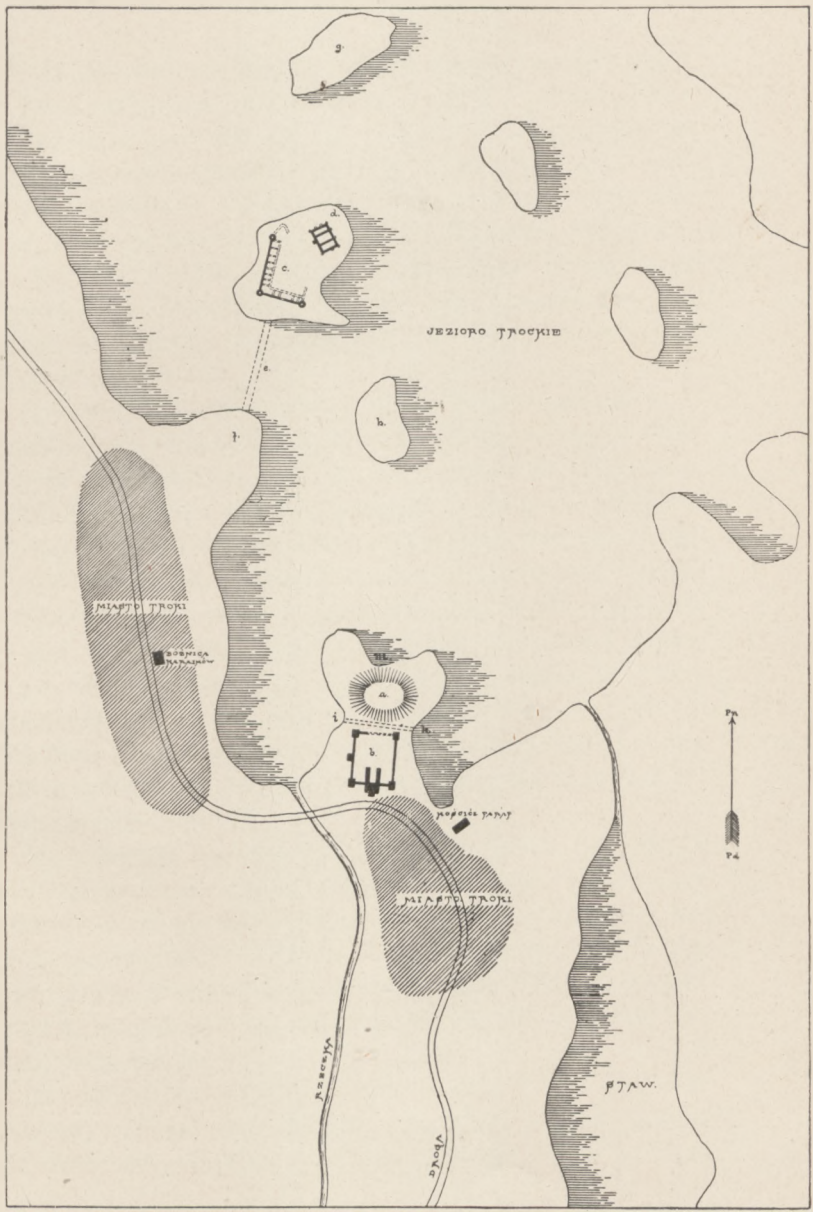 g.
d.
c.
JEZIORO TROCKIE
e.
h.
f.
MIASTO TROKI
BOŻNICA
KARAIMÓW
m.
a.
i.
k.
b.
Pn
Pd
KOŚCIÓŁ PARAF
MIASTO TROKI
RZECZKA
DROGA
STAW.